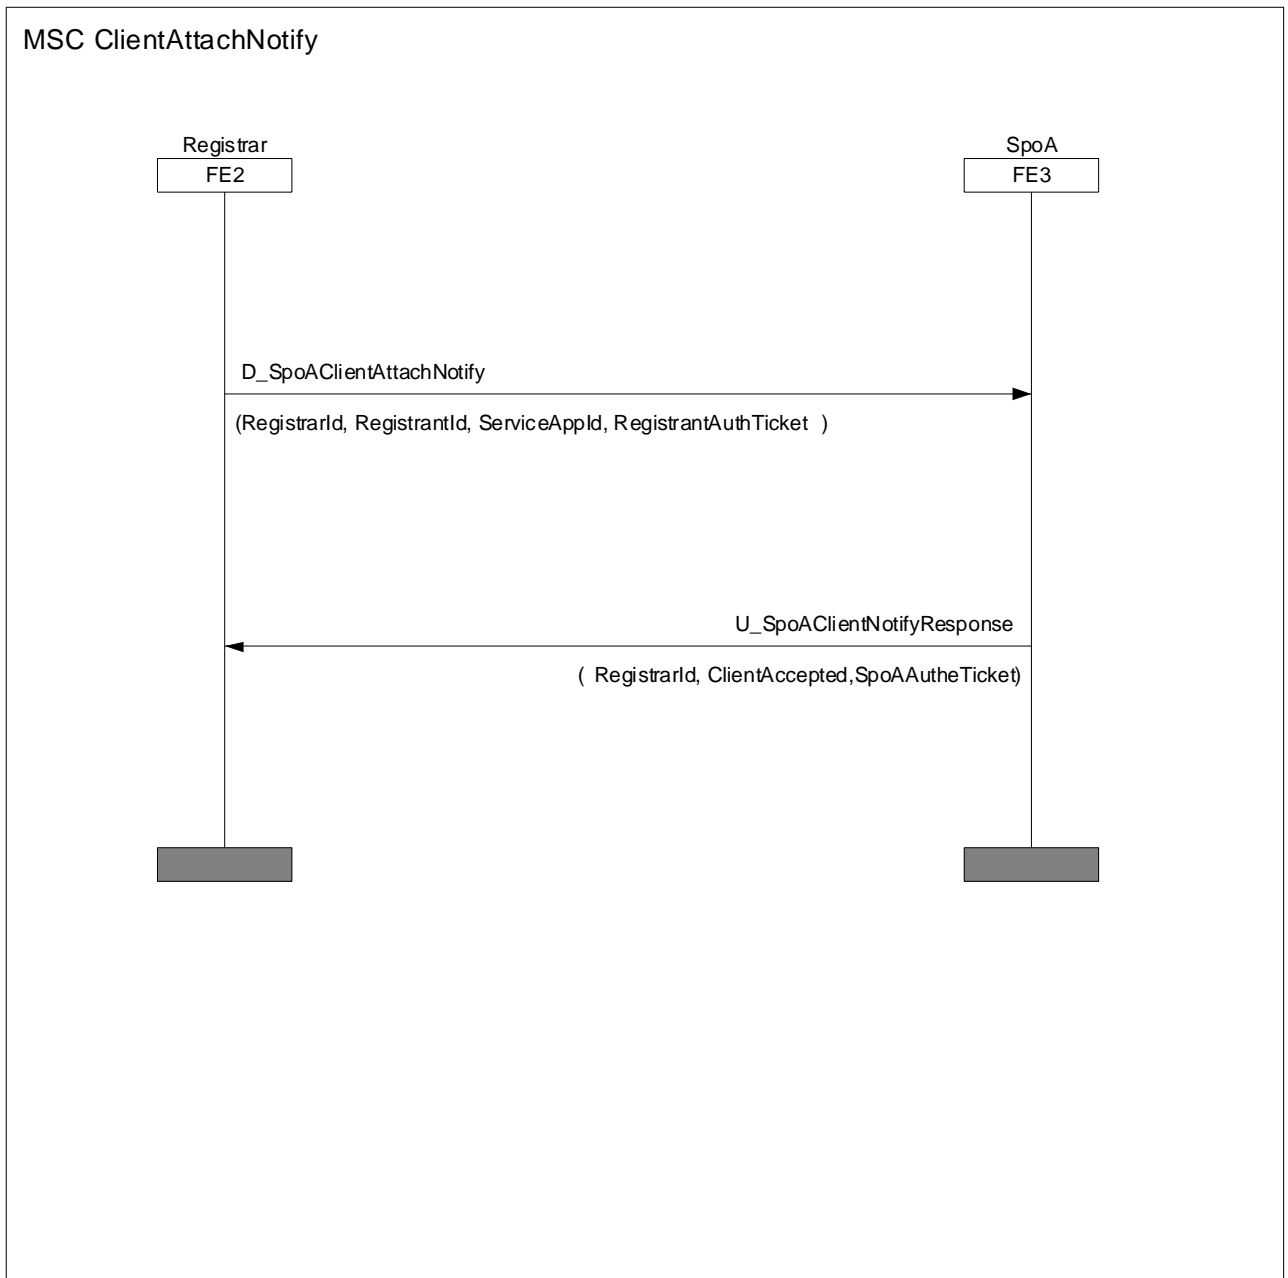 MSC ClientAttachNotify
Registrar
SpoA
FE2
FE3
D_SpoAClientAttachNotify
(RegistrarId, RegistrantId, ServiceAppId, RegistrantAuthTicket )
U_SpoAClientNotifyResponse
( RegistrarId, ClientAccepted,SpoAAutheTicket)